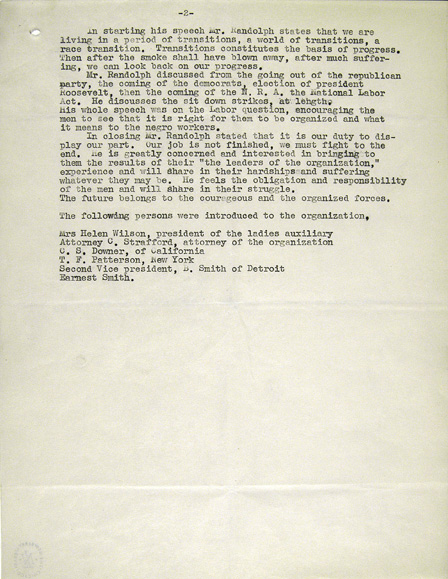 -2-
In starting his speech Mr. Randolph states that we are
living in a period of transitions, a world of transitions, a
race transition. Transitions constitutes the basis of progress.
Then after the smoke shall have blown away, after much suffer-
ing, we can look back on our progress.
Mr. Randolph discussed from the going out of the republican
party, the coming of the democrats, election of president
Roosevelt, then the coming of the N. R. A. the National Labor
Act. He discusses the sit down strikes, at length,
His whole speech was on the Labor question, encouraging the
men to see that it is right for them to be organized and what
it means to the negro workers.
In closing Mr. Randolph stated that it is our duty to dis-
play our part. Our job is not finished, we must fight to the
end. He is greatly concerned and interested in bringing to
them the results of their "the leaders of the organization,"
experience and will share in their hardships and suffering
whatever they may be. He feels the obligation and responsibility
of the men and will share in their struggle.
The future belongs to the courageous and the organized forces.
The following persons were introduced to the organization,
Mrs Helen Wilson, president of the ladies auxiliary
Attorney C. Strafford, attorney of the organization
C. S. Downer, of California
T. F. Patterson, New York
Second Vice president, B. Smith of Detroit
Earnest Smith.